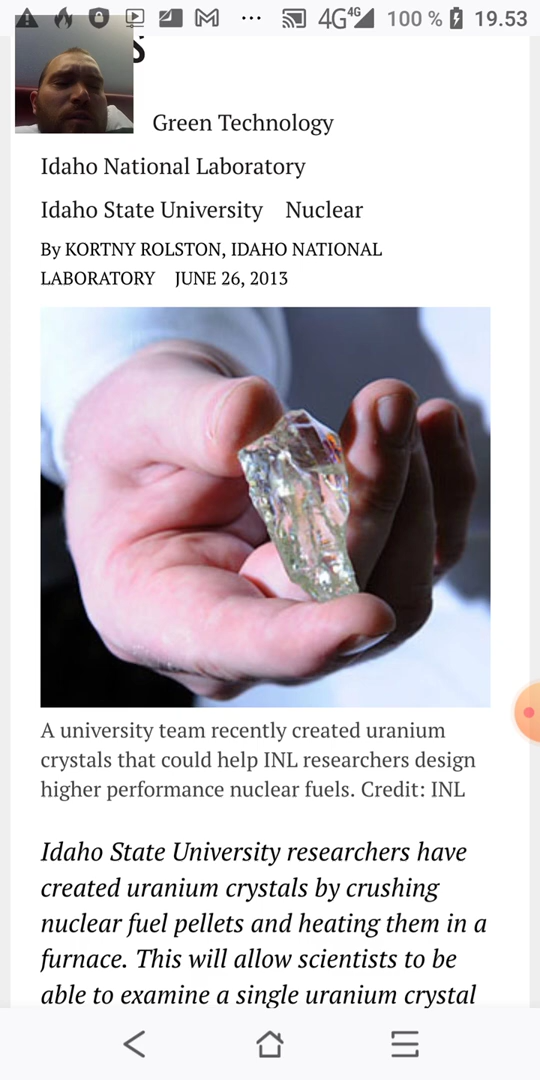 4G 4G 100 % 19.53
Green Technology
Idaho National Laboratory
Idaho State University Nuclear
By KORTNY ROLSTON, IDAHO NATIONAL
LABORATORY JUNE 26, 2013
A university team recently created uranium
crystals that could help INL researchers design
higher performance nuclear fuels. Credit: INL
Idaho State University researchers have
created uranium crystals by crushing
nuclear fuel pellets and heating them in a
furnace. This will allow scientists to be
able to examine a single uranium crystal